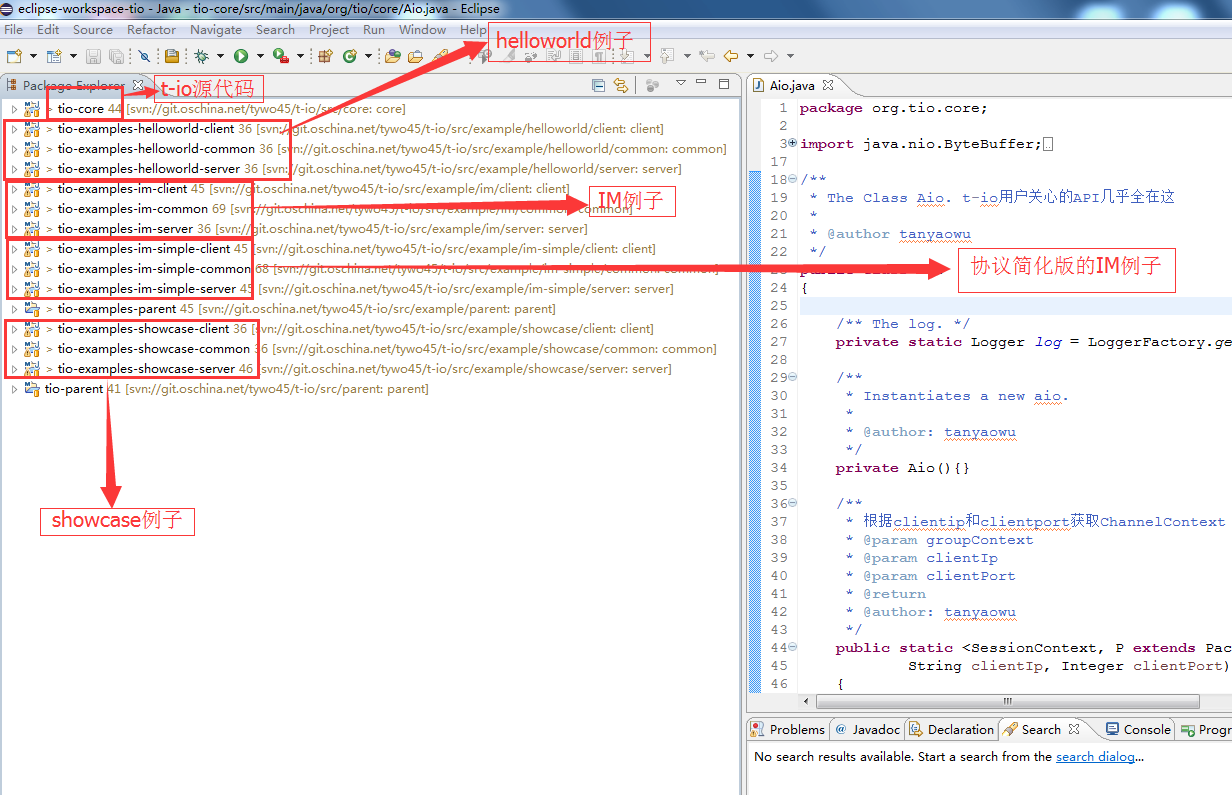 eclipse-workspace-tio - Java - tio-core/src/main/java/org/tio/core/Aio.java - Eclipse
File Edit Source Refactor Navigate Search Project Run Window Help
helloworld例子
Package Explorer
t-io源代码
> tio-core 44 [svn://git.oschina.net/tywo45/t-io/src/core: core]
> tio-examples-helloworld-client 36 [svn://git.oschina.net/tywo45/t-io/src/example/helloworld/client: client]
> tio-examples-helloworld-common 36 [svn://git.oschina.net/tywo45/t-io/src/example/helloworld/common: common]
> tio-examples-helloworld-server 36 [svn://git.oschina.net/tywo45/t-io/src/example/helloworld/server: server]
> tio-examples-im-client 45 [svn://git.oschina.net/tywo45/t-io/src/example/im/client: client]
> tio-examples-im-common 69 [svn://git.oschina.net/tywo45/t-io/src/example/im/common: common]
IM例子
> tio-examples-im-server 36 [svn://git.oschina.net/tywo45/t-io/src/example/im/server: server]
> tio-examples-im-simple-client 45 [svn://git.oschina.net/tywo45/t-io/src/example/im-simple/client: client]
> tio-examples-im-simple-common 68 [svn://git.oschina.net/tywo45/t-io/src/example/im-simple/common: common]
协议简化版的IM例子
> tio-examples-im-simple-server 45 [svn://git.oschina.net/tywo45/t-io/src/example/im-simple/server: server]
> tio-examples-parent 45 [svn://git.oschina.net/tywo45/t-io/src/example/parent: parent]
> tio-examples-showcase-client 36 [svn://git.oschina.net/tywo45/t-io/src/example/showcase/client: client]
> tio-examples-showcase-common 36 [svn://git.oschina.net/tywo45/t-io/src/example/showcase/common: common]
> tio-examples-showcase-server 46 [svn://git.oschina.net/tywo45/t-io/src/example/showcase/server: server]
tio-parent 41 [svn://git.oschina.net/tywo45/t-io/src/parent: parent]
showcase例子
Aio.java
1 package org.tio.core;
2
3 import java.nio.ByteBuffer;
17
18 /**
19 * The Class Aio. t-io用户关心的API几乎全在这
20 *
21 * @author tanyaowu
22 */
public
24 {
25
26 /** The log. */
27 private static Logger log = LoggerFactory.ge
28
29 /**
30 * Instantiates a new aio.
31 *
32 * @author: tanyaowu
33 */
34 private Aio(){}
35
36 /**
37 * 根据clientip和clientport获取ChannelContext
38 * @param groupContext
39 * @param clientIp
40 * @param clientPort
41 * @return
42 * @author: tanyaowu
43 */
44 public static <SessionContext, P extends Pac
45 String clientIp, Integer clientPort)
46 {
Problems @ Javadoc Declaration Search Console Progr
No search results available. Start a search from the search dialog...